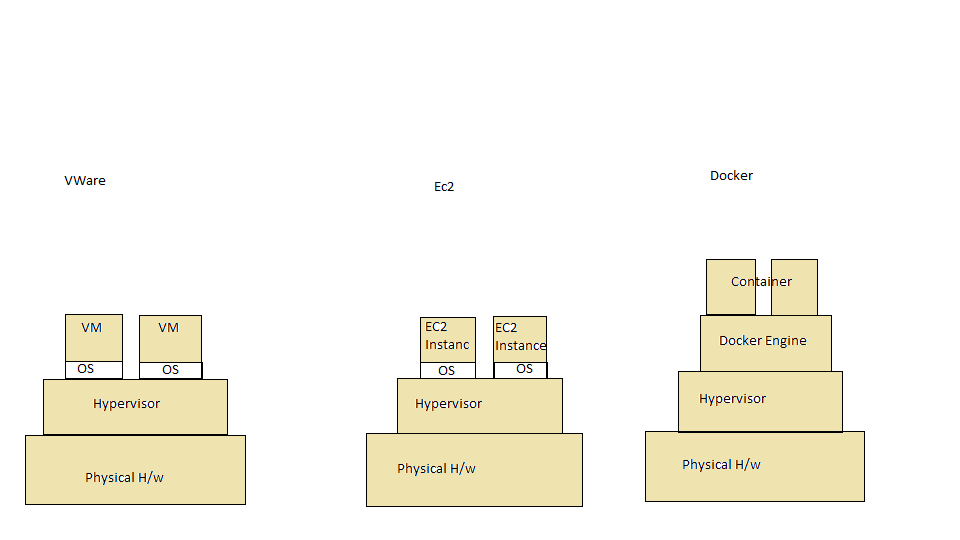 VWare
VM
VM
OS
OS
Hypervisor
Physical H/w
Ec2
EC2
Instanc
EC2
Instance
OS
OS
Hypervisor
Physical H/w
Docker
Container
Docker Engine
Hypervisor
Physical H/w